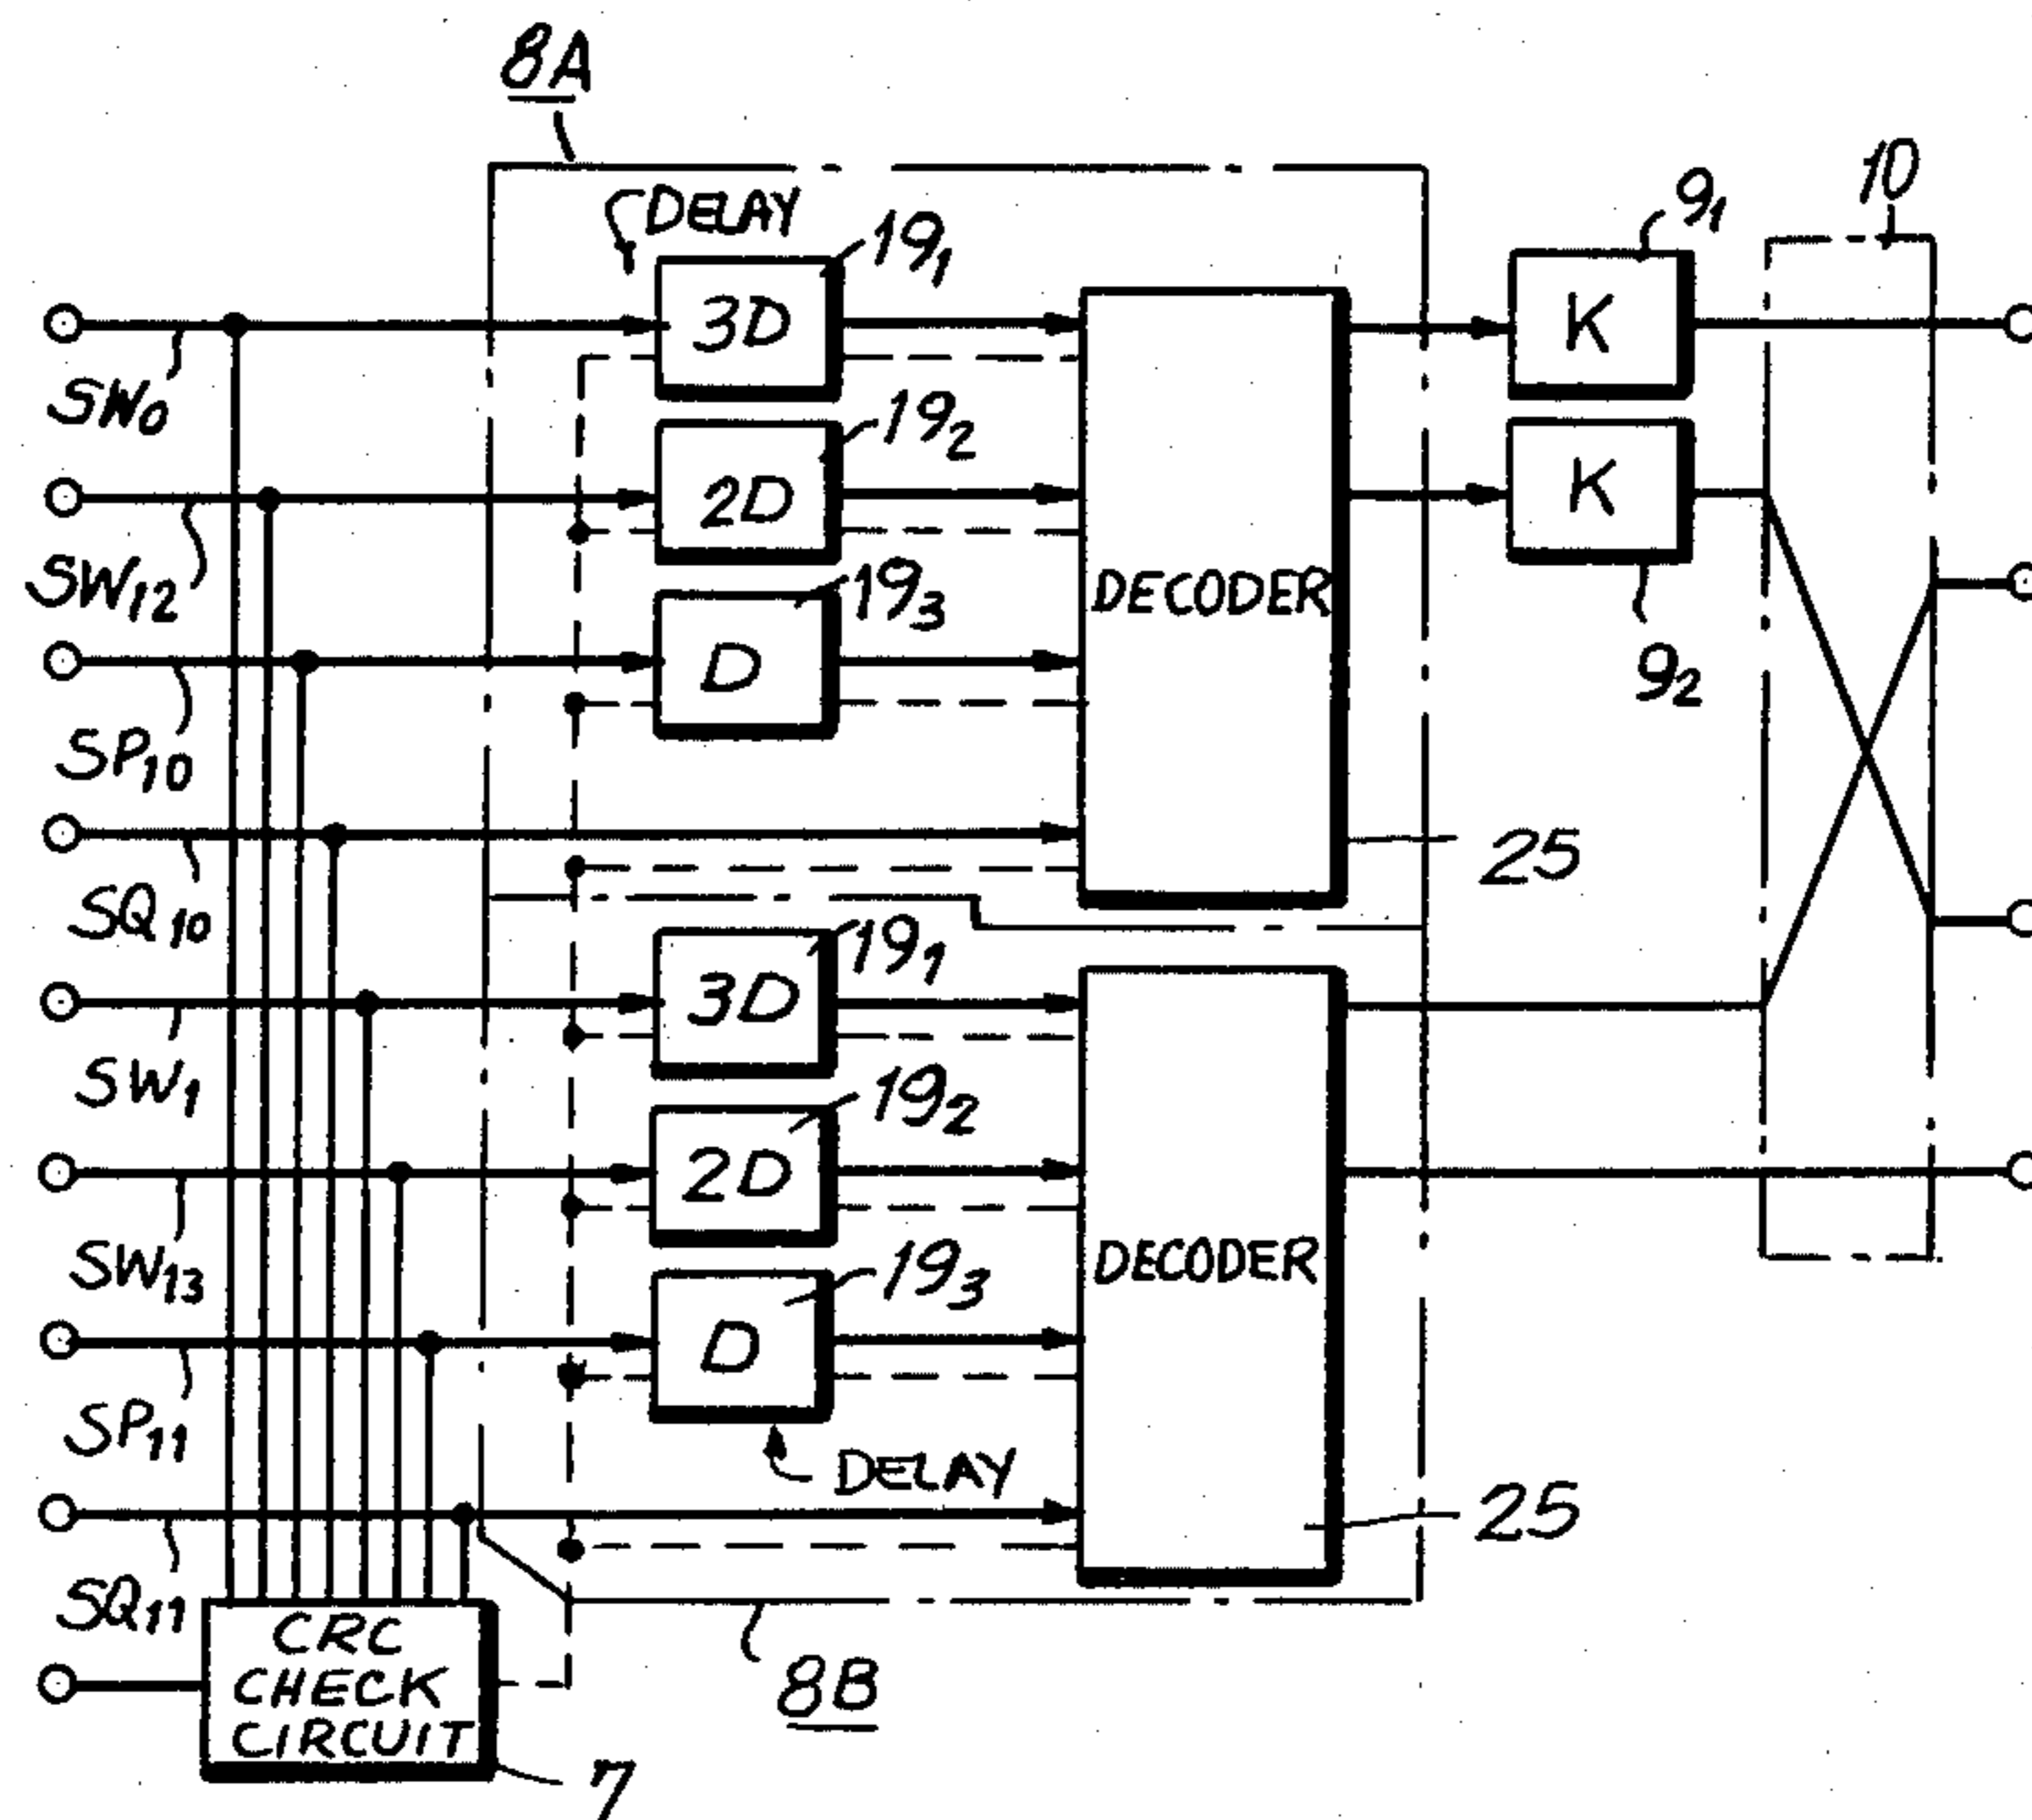 8A
DELAY
19₁
9₁
10
3D
K
SW₀
19₂
2D
K
SW₁₂
19₃
DECODER
9₂
D
SP₁₀
25
SQ₁₀
19₁
3D
SW₁
19₂
2D
SW₁₃
19₃
DECODER
D
SP₁₁
DELAY
25
SQ₁₁
CRC
CHECK
CIRCUIT
8B
7